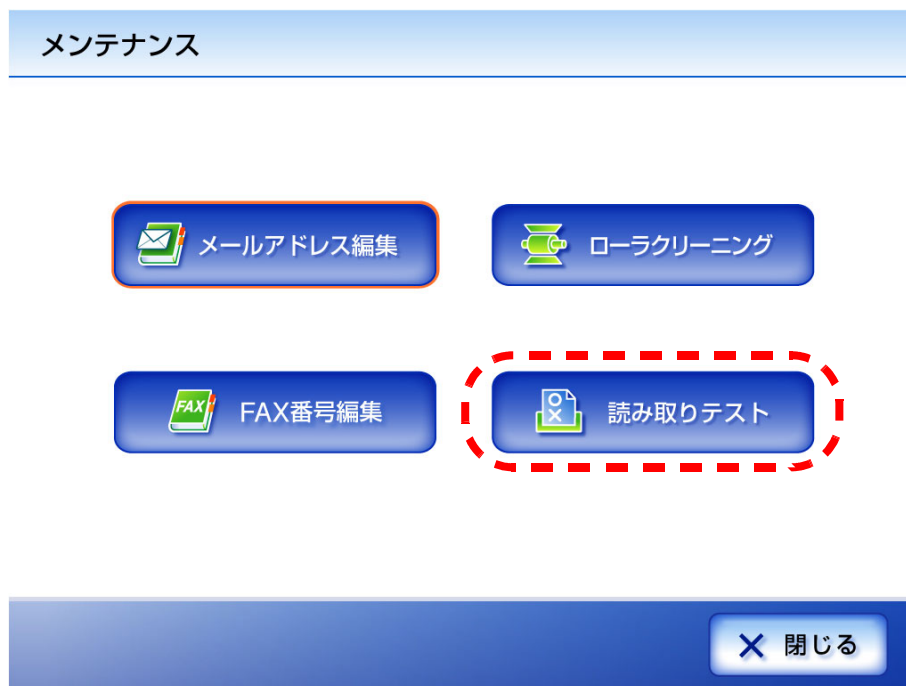 メンテナンス
メールアドレス編集
ローラクリーニング
FAX
FAX番号編集
読み取りテスト
閉じる